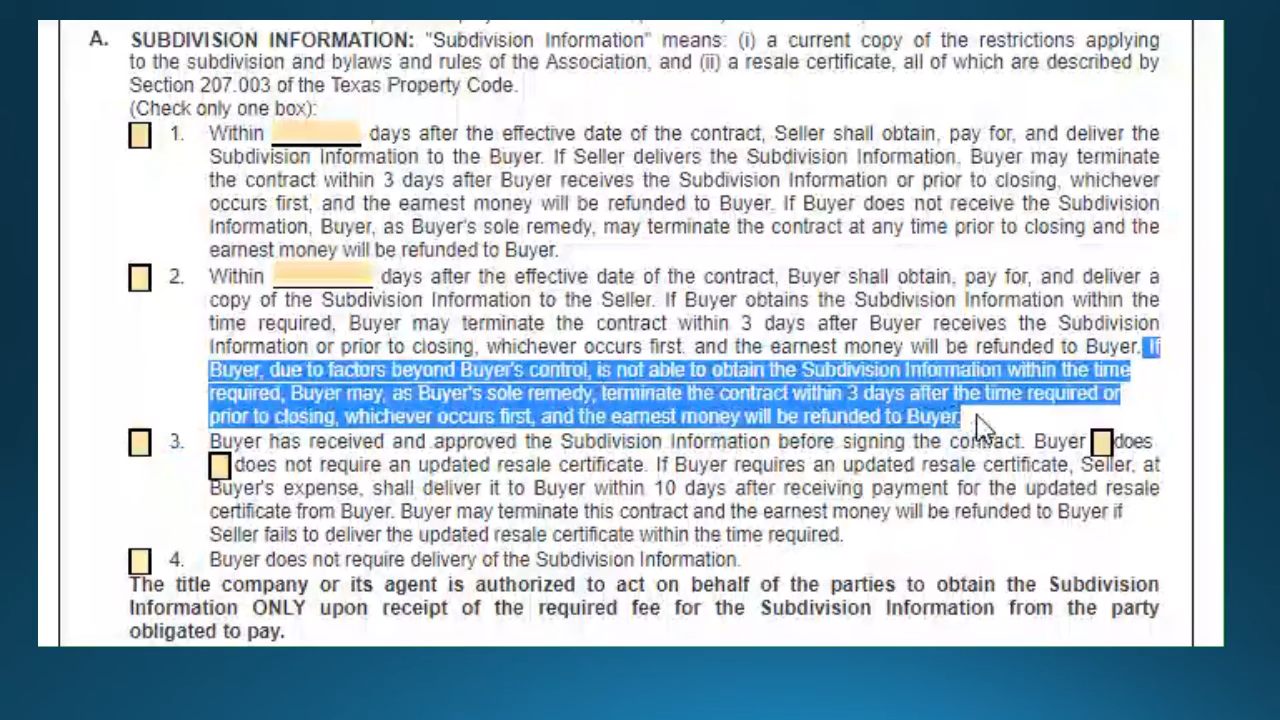 A. SUBDIVISION INFORMATION: "Subdivision Information" means: (i) a current copy of the restrictions applying
to the subdivision and bylaws and rules of the Association, and (ii) a resale certificate, all of which are described by
Section 207.003 of the Texas Property Code.
(Check only one box):
1. Within days after the effective date of the contract, Seller shall obtain, pay for, and deliver the
Subdivision Information to the Buyer. If Seller delivers the Subdivision Information, Buyer may terminate
the contract within 3 days after Buyer receives the Subdivision Information or prior to closing, whichever
occurs first, and the earnest money will be refunded to Buyer. If Buyer does not receive the Subdivision
Information, Buyer, as Buyer's sole remedy, may terminate the contract at any time prior to closing and the
earnest money will be refunded to Buyer.
2. Within days after the effective date of the contract, Buyer shall obtain, pay for, and deliver a
copy of the Subdivision Information to the Seller. If Buyer obtains the Subdivision Information within the
time required, Buyer may terminate the contract within 3 days after Buyer receives the Subdivision
Information or prior to closing, whichever occurs first, and the earnest money will be refunded to Buyer. If
Buyer, due to factors beyond Buyer's control, is not able to obtain the Subdivision Information within the time
required, Buyer may, as Buyer's sole remedy, terminate the contract within 3 days after the time required or
prior to closing, whichever occurs first, and the earnest money will be refunded to Buyer.
3. Buyer has received and approved the Subdivision Information before signing the contract. Buyer does
does not require an updated resale certificate. If Buyer requires an updated resale certificate, Seller, at
Buyer's expense, shall deliver it to Buyer within 10 days after receiving payment for the updated resale
certificate from Buyer. Buyer may terminate this contract and the earnest money will be refunded to Buyer if
Seller fails to deliver the updated resale certificate within the time required.
4. Buyer does not require delivery of the Subdivision Information.
The title company or its agent is authorized to act on behalf of the parties to obtain the Subdivision
Information ONLY upon receipt of the required fee for the Subdivision Information from the party
obligated to pay.